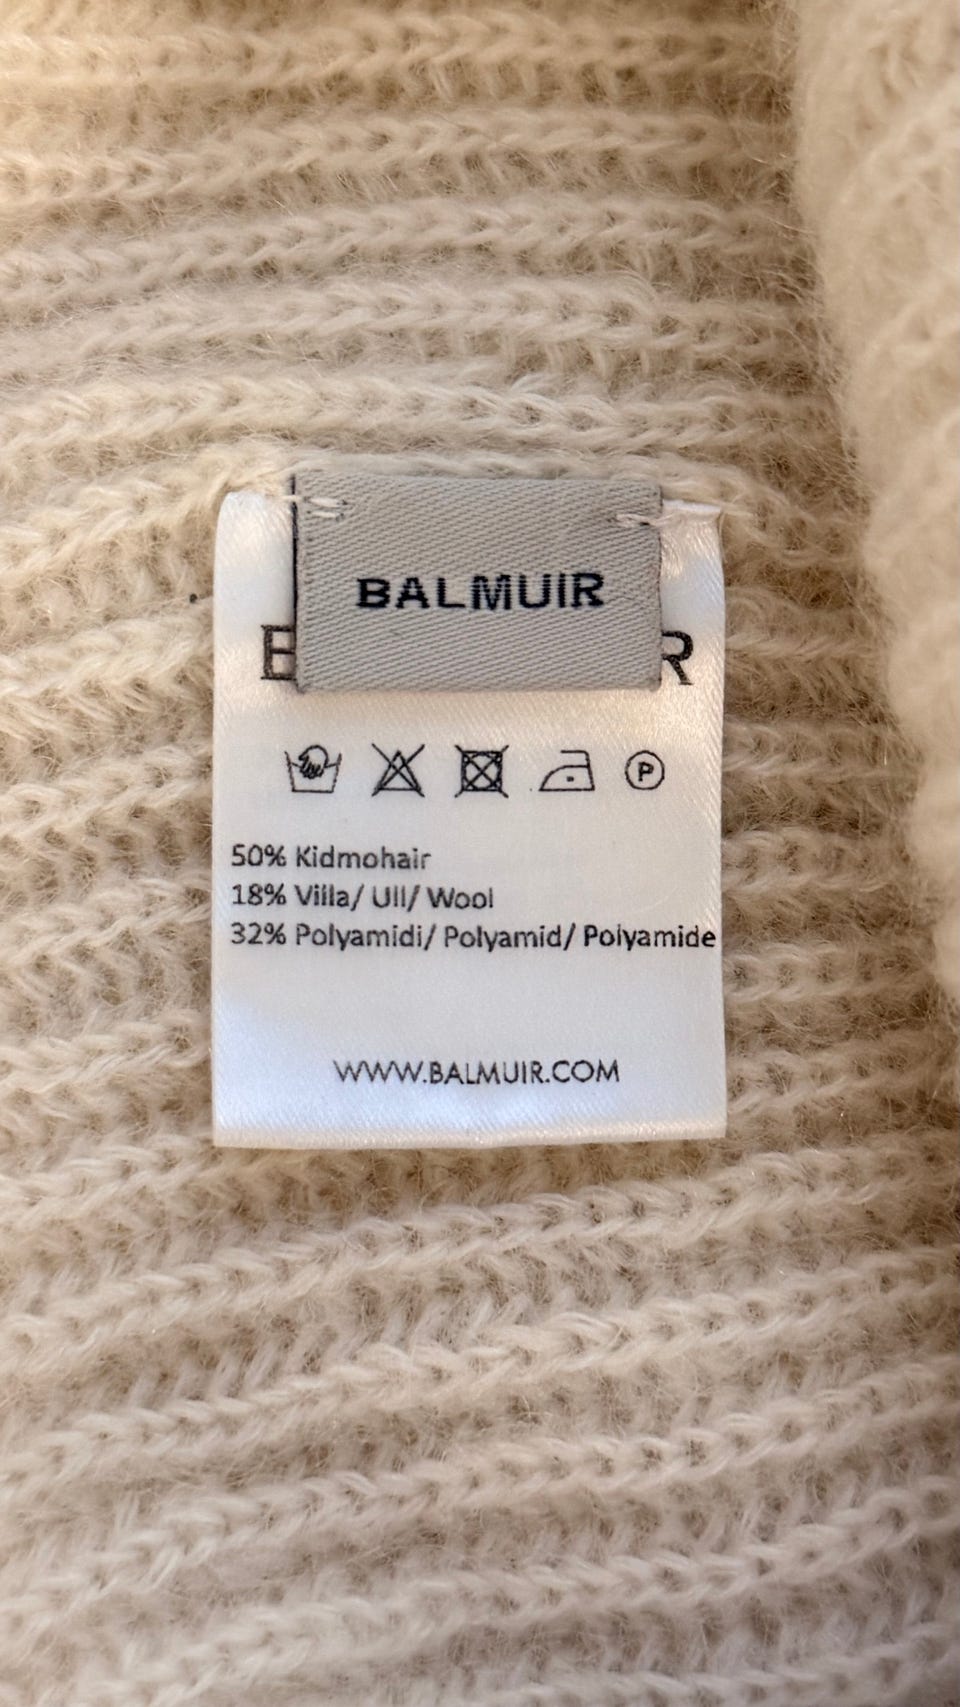 BALMUIR
P
50% Kidmohair
18% Villa/ Ull/ Wool
32% Polyamidi/ Polyamid/ Polyamide
WWW.BALMUIR.COM